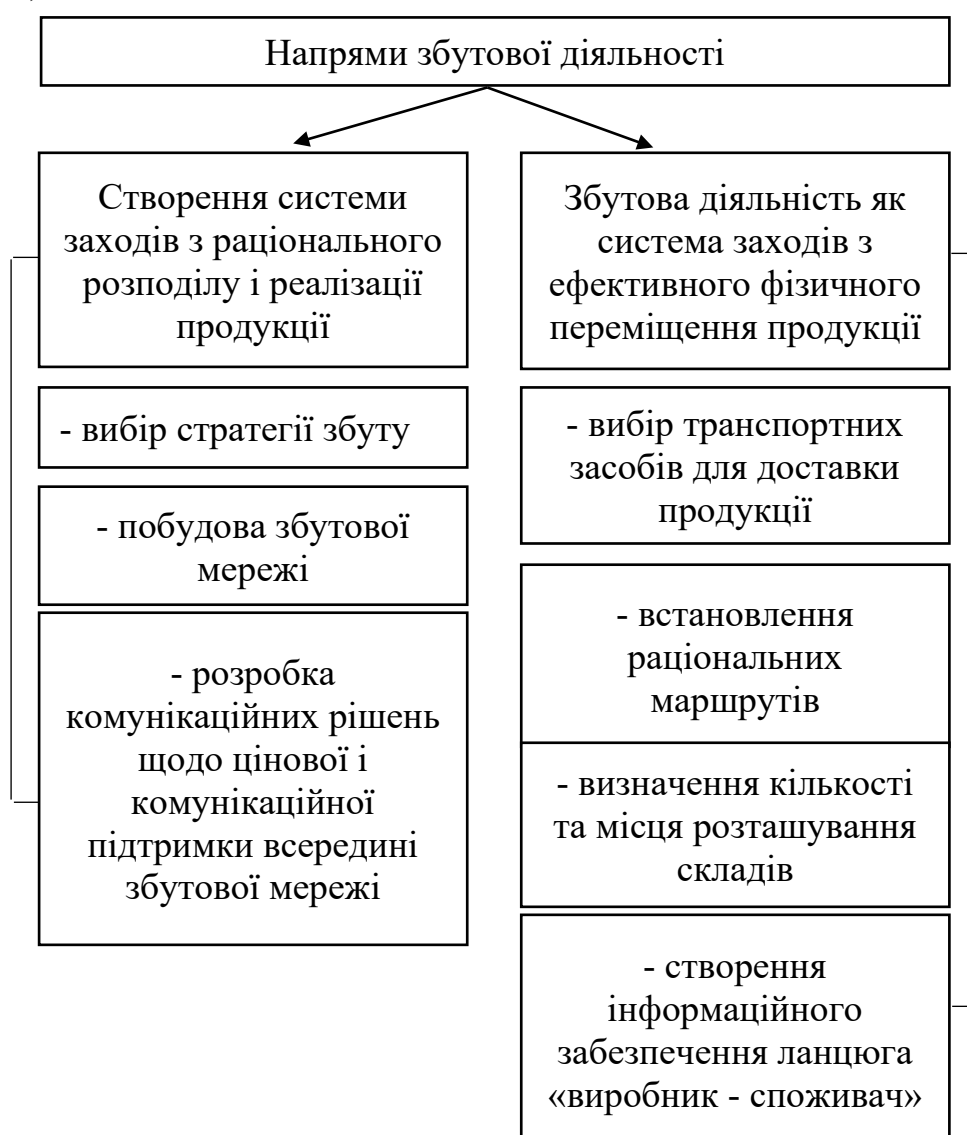 Напрями збутової діяльності
Створення системи
заходів з раціонального
розподілу і реалізації
продукції
- вибір стратегії збуту
- побудова збутової
мережі
- розробка
комунікаційних рішень
щодо цінової і
комунікаційної
підтримки всередині
збутової мережі
Збутова діяльність як
система заходів з
ефективного фізичного
переміщення продукції
- вибір транспортних
засобів для доставки
продукції
- встановлення
раціональних
маршрутів
- визначення кількості
та місця розташування
складів
- створення
інформаційного
забезпечення ланцюга
«виробник - споживач»